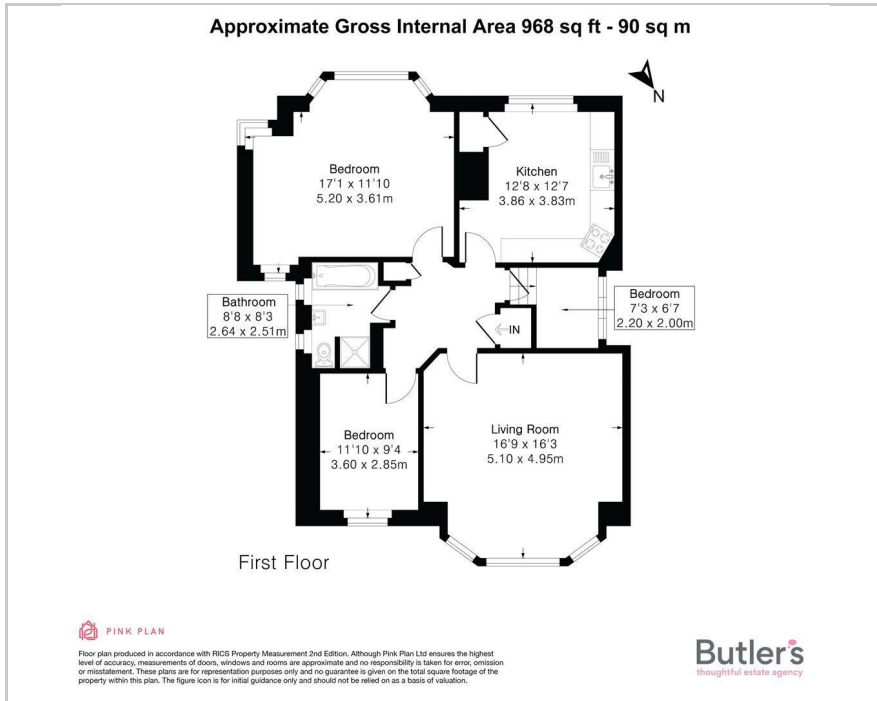 Approximate Gross Internal Area 968 sq ft - 90 sq m
N
Bedroom
17'1 x 11'10
5.20 x 3.61m
Kitchen
12'8 x 12'7
3.86 x 3.83m
Bathroom
8'8 x 8'3
2.64 x 2.51m
Bedroom
7'3 x 6'7
2.20 x 2.00m
IN
Bedroom
11'10 x 9'4
3.60 x 2.85m
Living Room
16'9 x 16'3
5.10 x 4.95m
First Floor
PINK PLAN
Floor plan produced in accordance with RICS Property Measurement 2nd Edition. Although Pink Plan Ltd ensures the highest
level of accuracy, measurements of doors, windows and rooms are approximate and no responsibility is taken for error, omission
or misstatement. These plans are for representation purposes only and no guarantee is given on the total square footage of the
property within this plan. The figure icon is for initial guidance only and should not be relied on as a basis of valuation.
Butler's
thoughtful estate agency